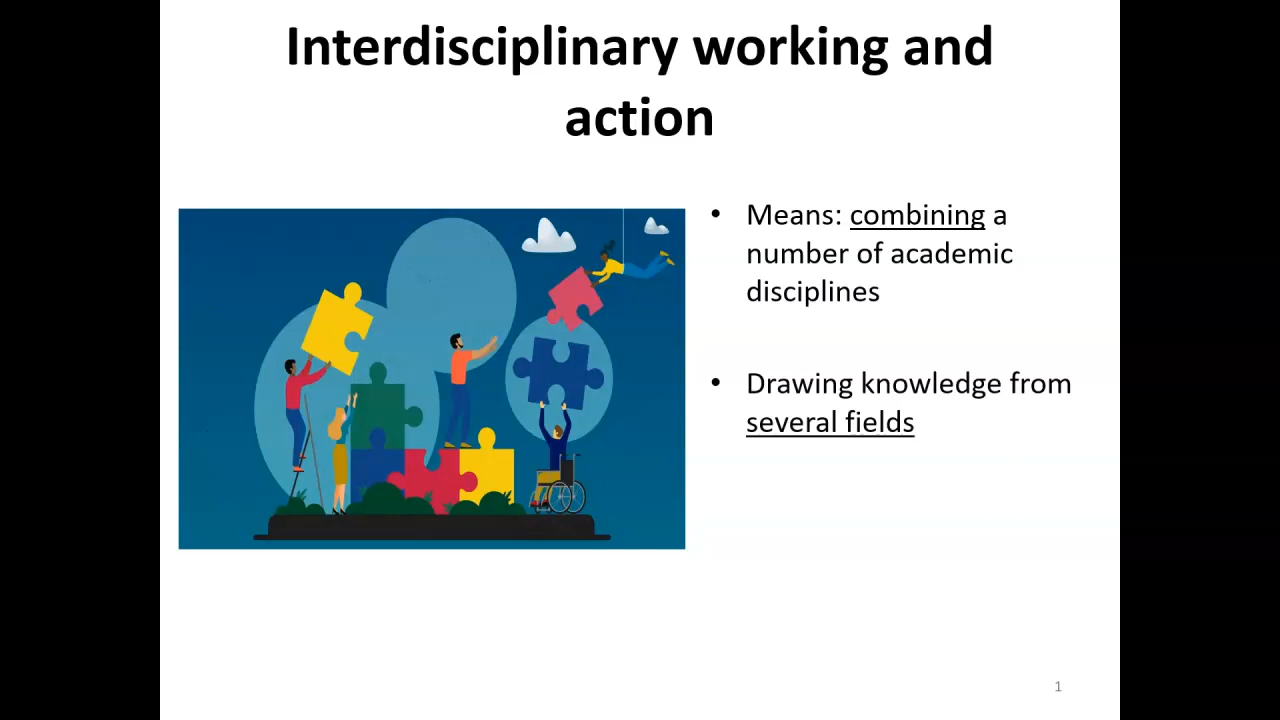 Interdisciplinary working and
action
• Means: combining a
number of academic
disciplines
• Drawing knowledge from
several fields
1